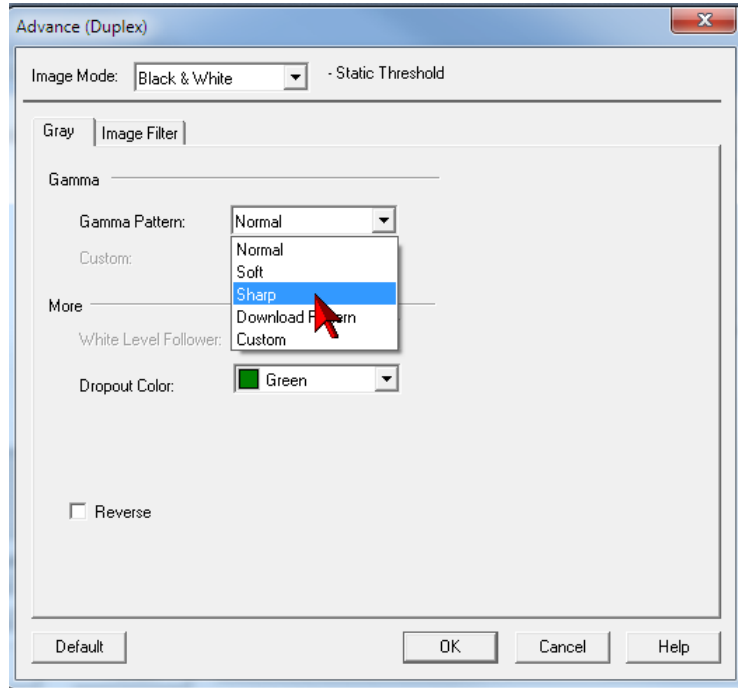 Advance (Duplex)
Image Mode: Black & White - Static Threshold
Gray Image Filter
Gamma
Gamma Pattern: Normal
Normal
Custom:
Soft
Sharp
More
Download Pattern
White Level Follower:
Custom
Dropout Color: Green
Reverse
Default OK Cancel Help